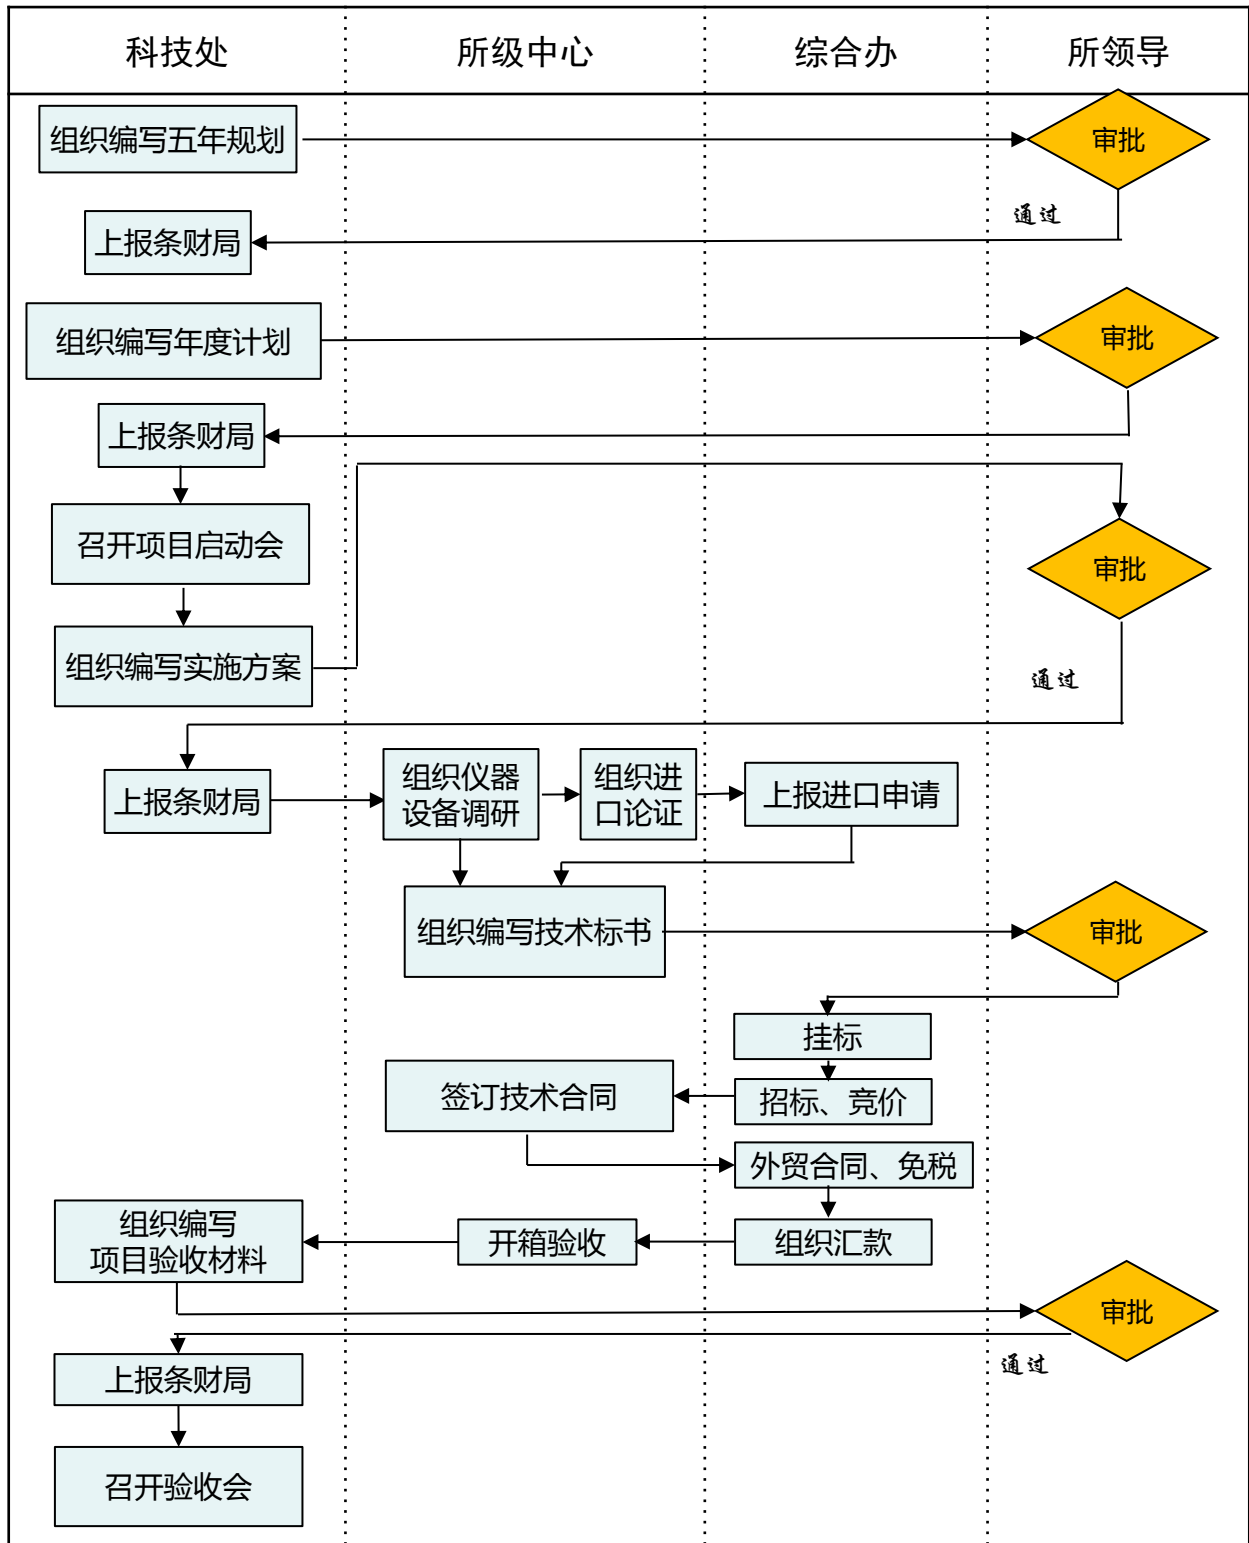 科技处
所级中心
综合办
所领导
组织编写五年规划
审批
通过
上报条财局
组织编写年度计划
审批
上报条财局
召开项目启动会
审批
组织编写实施方案
通过
上报条财局
组织仪器
设备调研
组织进
口论证
上报进口申请
组织编写技术标书
审批
挂标
签订技术合同
招标、竞价
外贸合同、免税
组织编写
项目验收材料
开箱验收
组织汇款
审批
通过
上报条财局
召开验收会